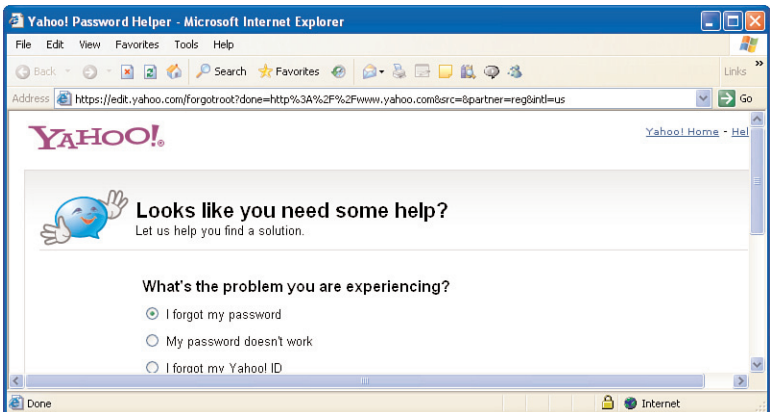 Yahoo! Password Helper - Microsoft Internet Explorer
File Edit View Favorites Tools Help
Back Search Favorites Links »
Address https://edit.yahoo.com/forgotroot?done=http%3A%2F%2Fwww.yahoo.com&src=&partner=reg&intl=us Go
YAHOO!® Yahoo! Home - Hel
Looks like you need some help?
Let us help you find a solution.
What's the problem you are experiencing?
I forgot my password
My password doesn't work
I forgot my Yahoo! ID
Done Internet